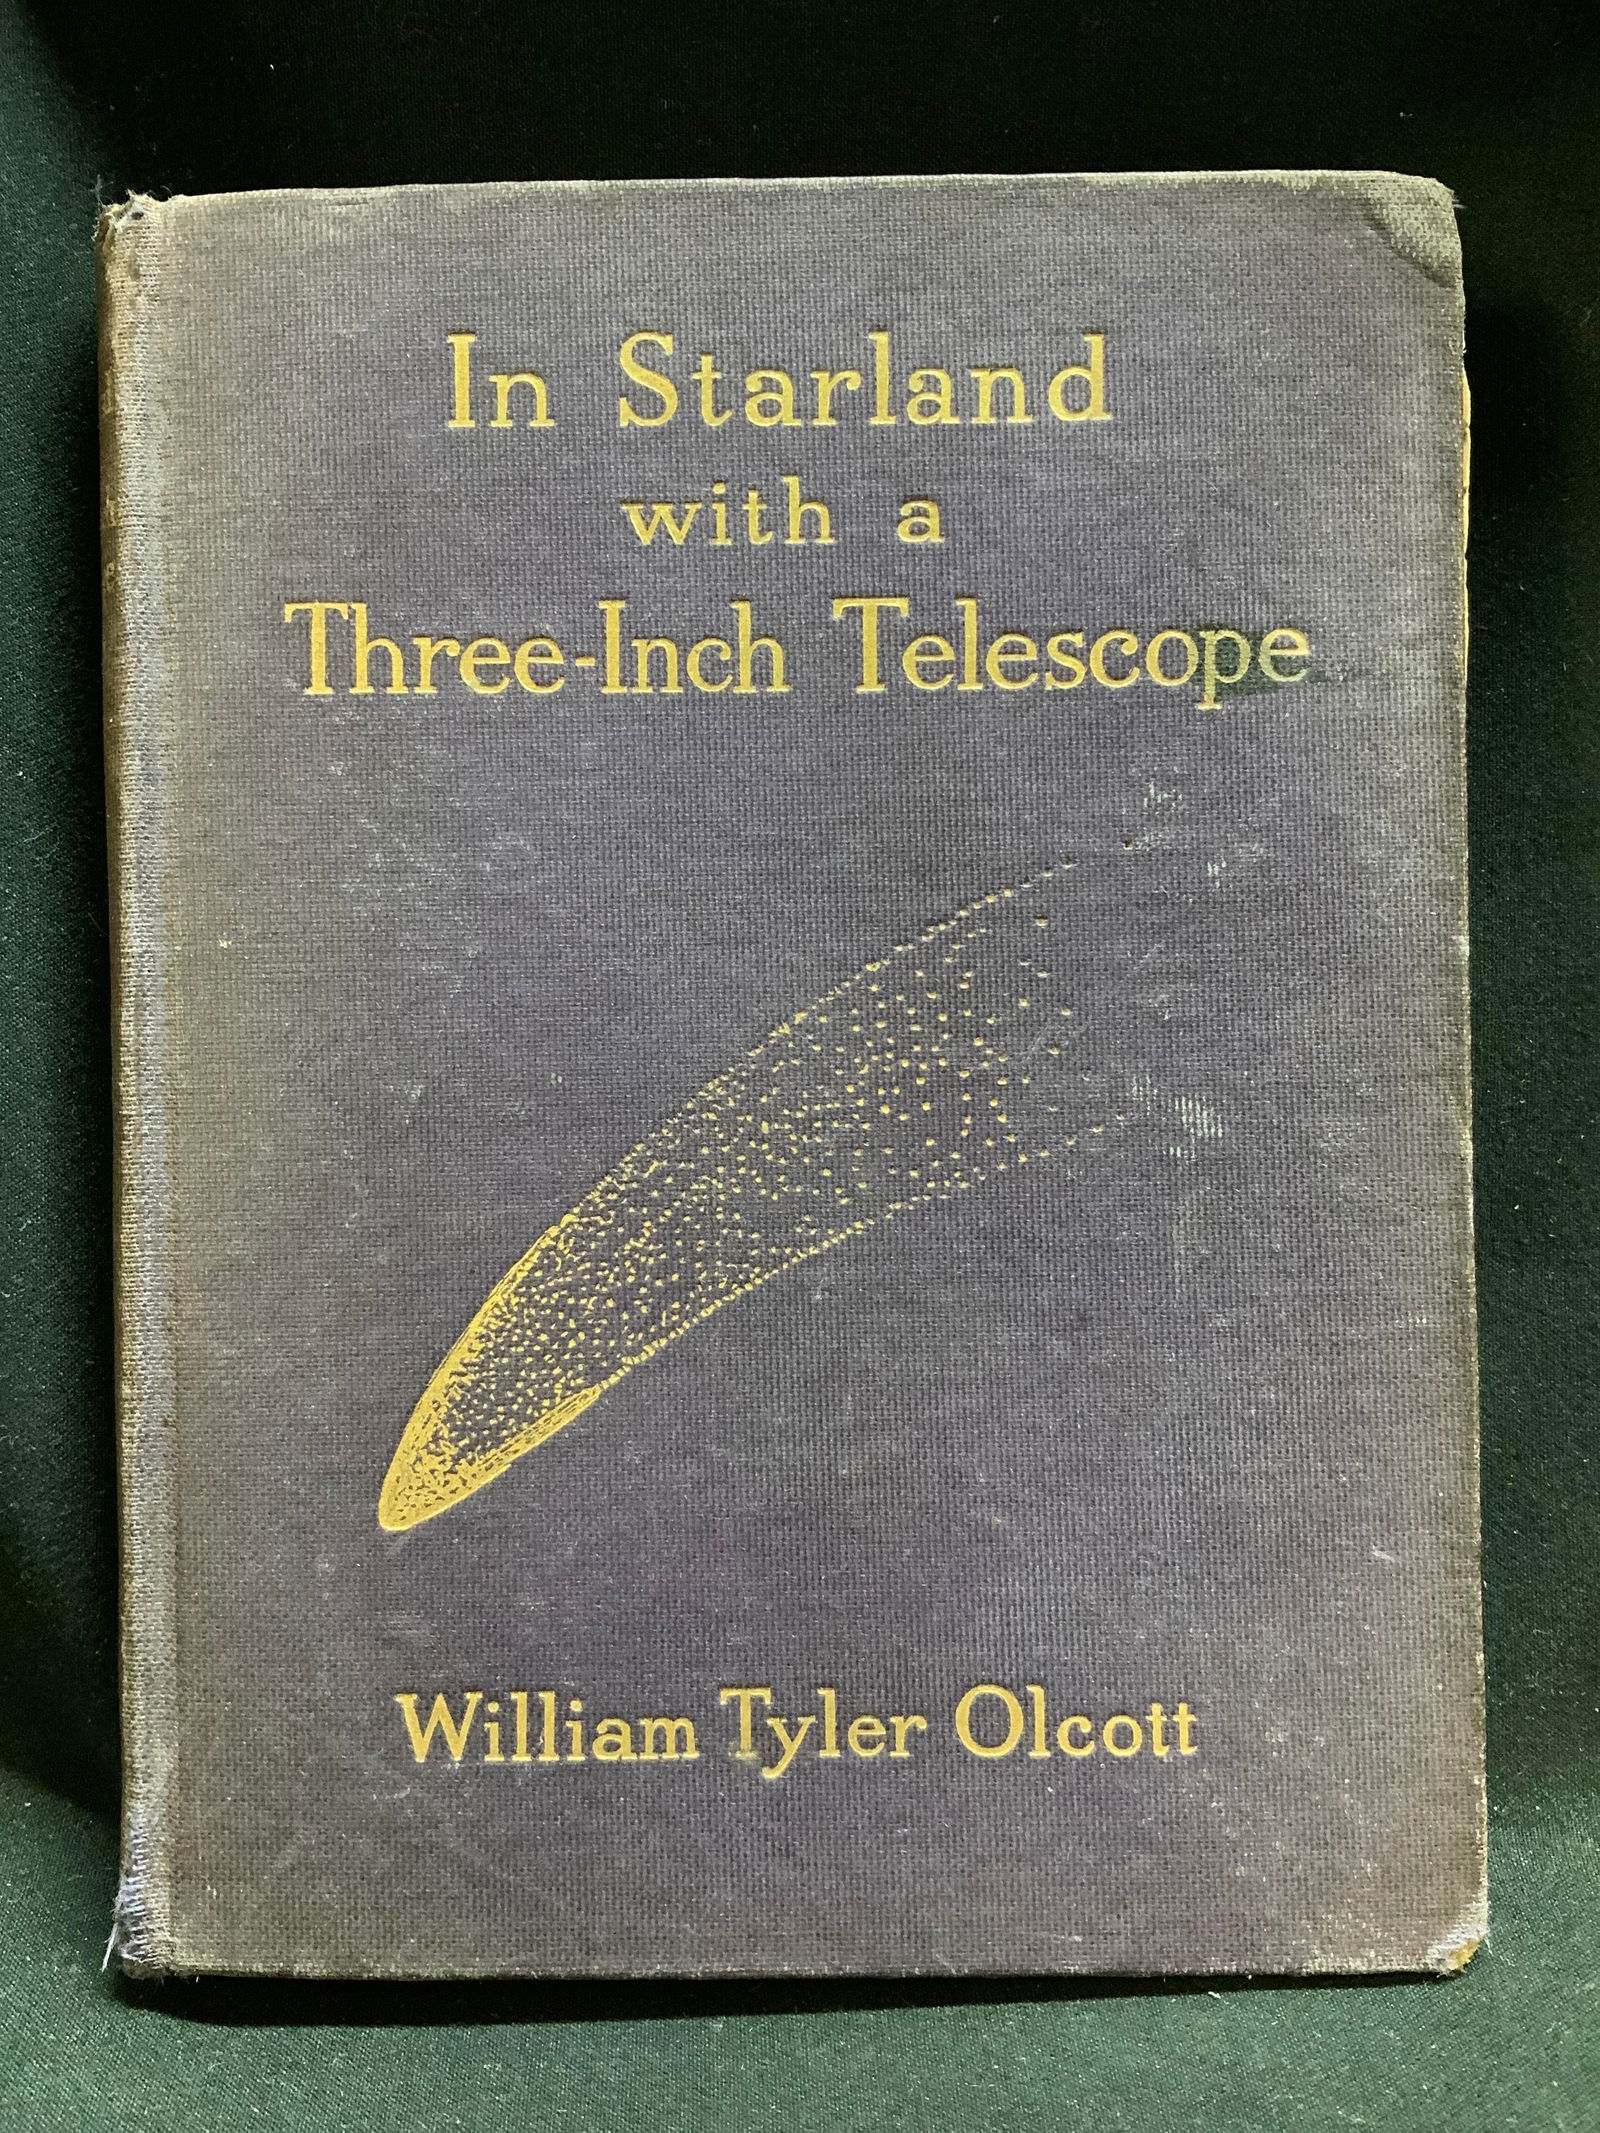 In Starland
with a
Three-Inch Telescope
William Tyler Olcott